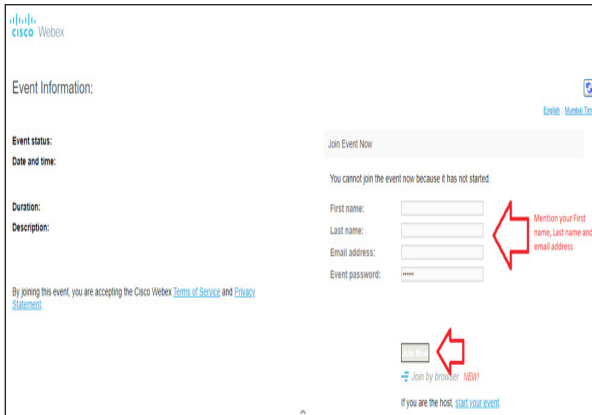 cisco Webex
Event Information:
English | Mumbai Tim
Event status:
Date and time:
Duration:
Description:
By joining this event, you are accepting the Cisco Webex Terms of Service and Privacy
Statement.
Join Event Now
You cannot join the event now because it has not started.
First name:
Last name:
Email address:
Event password:
Mention your First
name, Last name and
email address
Join Now
Join by browser NEW!
If you are the host, start your event.